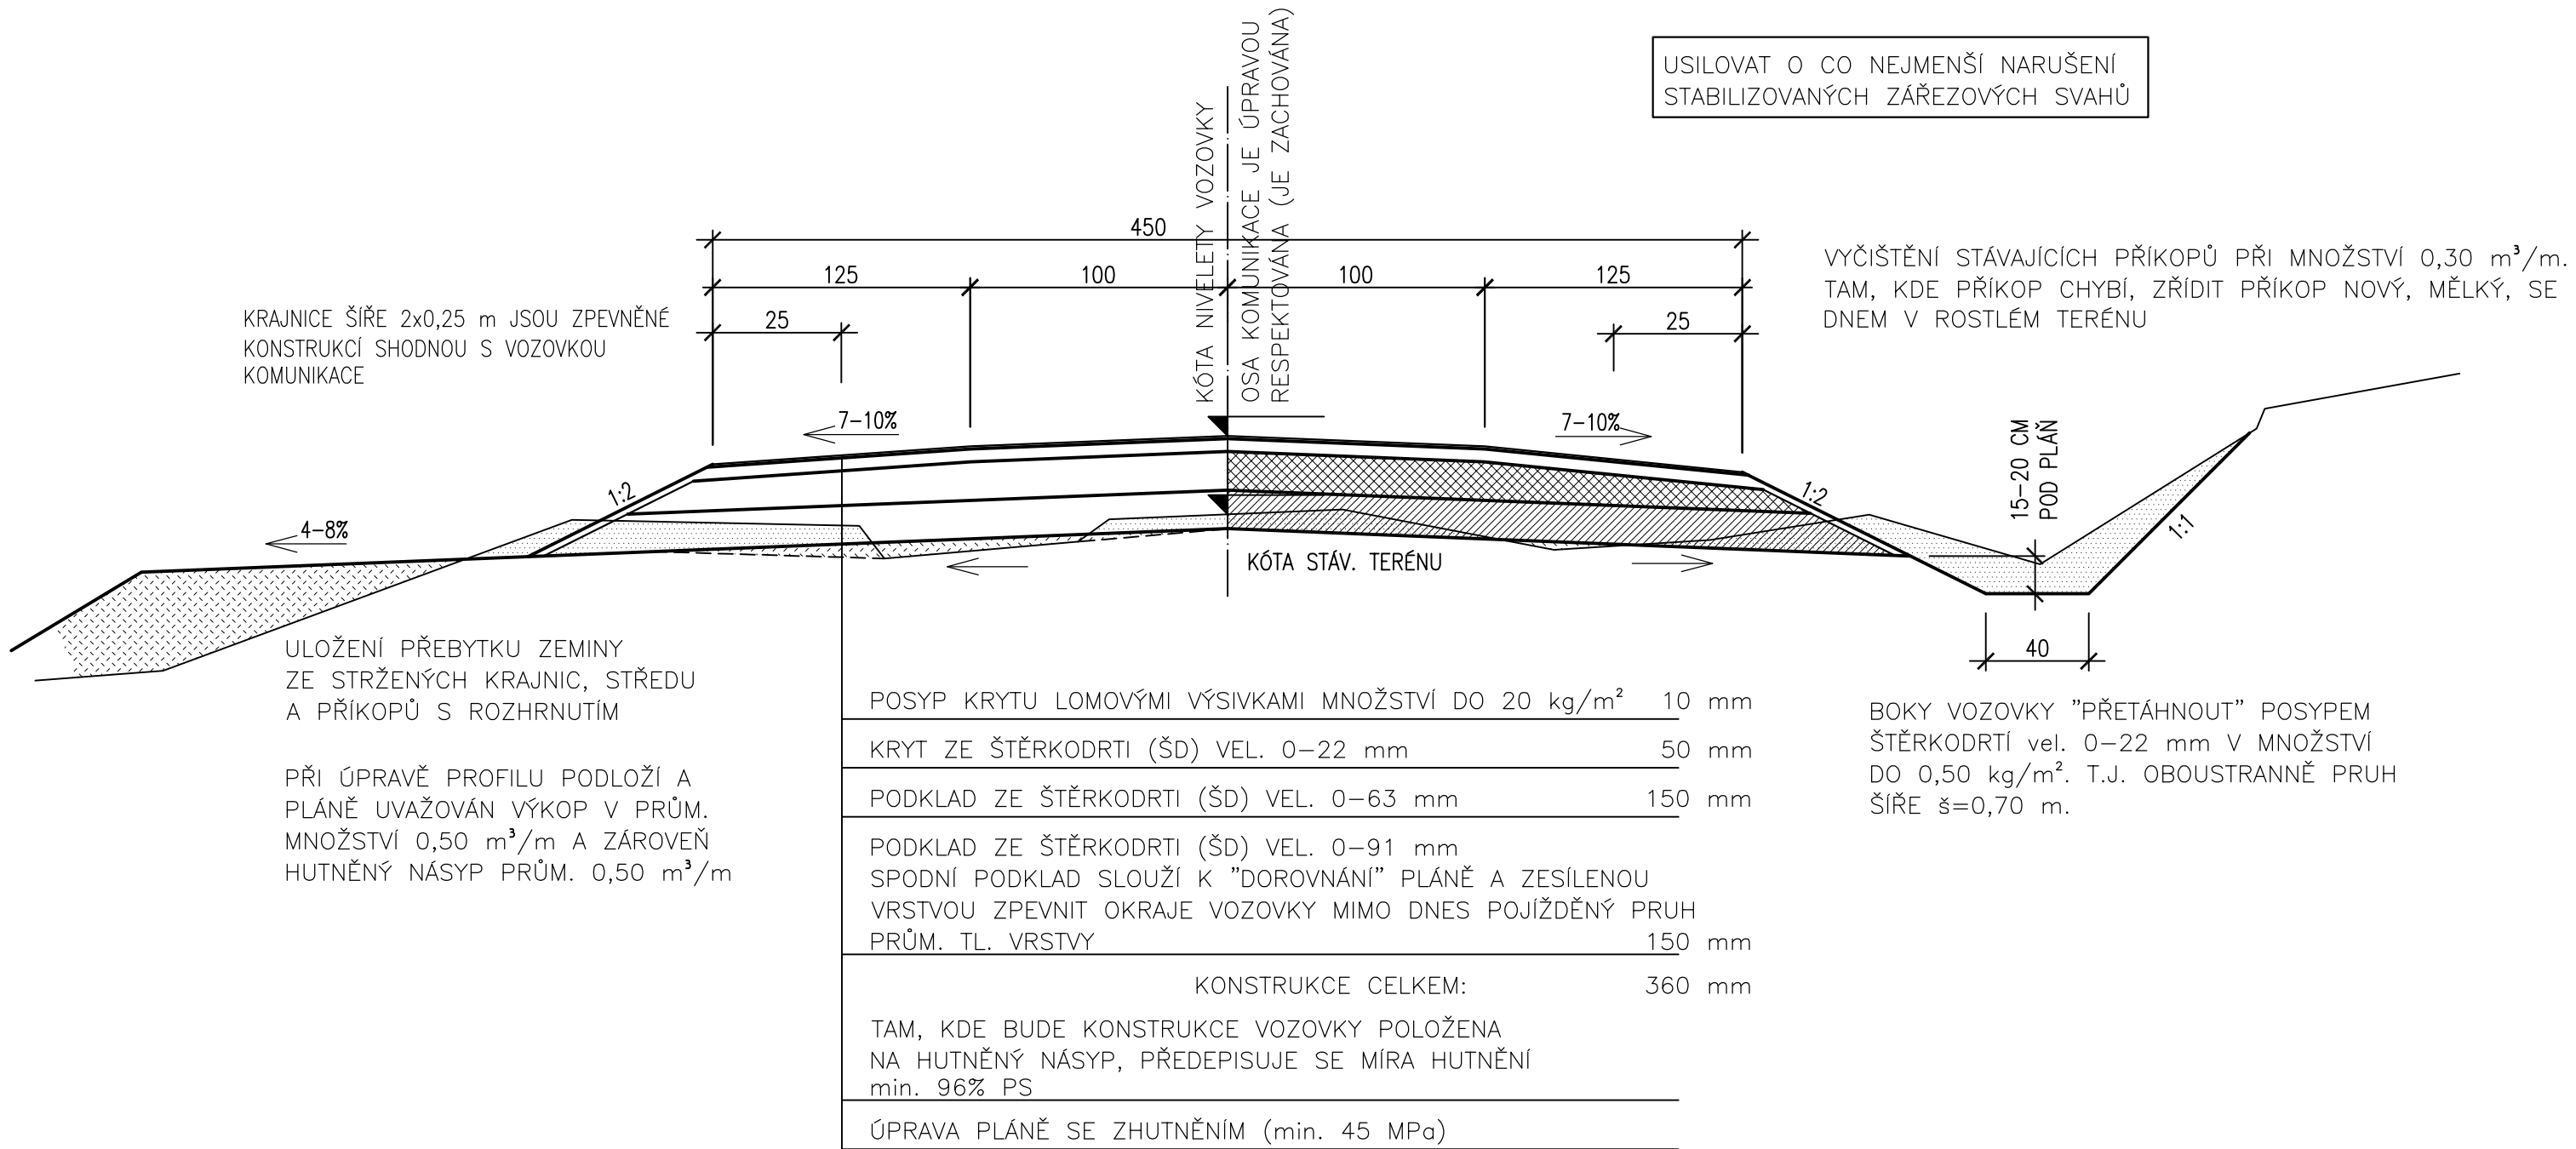 USILOVAT O CO NEJMENŠÍ NARUŠENÍ
STABILIZOVANÝCH ZÁŘEZOVÝCH SVAHŮ
KÓTA NIVELETY VOZOVKY
OSA KOMUNIKACE JE ÚPRAVOU
RESPEKTOVÁNA (JE ZACHOVÁNA)
450
125
100
100
125
25
25
KRAJNICE ŠÍŘE 2x0,25 m JSOU ZPEVNĚNÉ
KONSTRUKCÍ SHODNOU S VOZOVKOU
KOMUNIKACE
VYČIŠTĚNÍ STÁVAJÍCÍCH PŘÍKOPŮ PŘI MNOŽSTVÍ 0,30 m³/m.
TAM, KDE PŘÍKOP CHYBÍ, ZŘÍDIT PŘÍKOP NOVÝ, MĚLKÝ, SE
DNEM V ROSTLÉM TERÉNU
7-10%
7-10%
1:2
1:2
4-8%
15-20 CM
POD PLÁŇ
1:1
KÓTA STÁV. TERÉNU
40
ULOŽENÍ PŘEBYTKU ZEMINY
ZE STRŽENÝCH KRAJNIC, STŘEDU
A PŘÍKOPŮ S ROZHRNUTÍM
PŘI ÚPRAVĚ PROFILU PODLOŽÍ A
PLÁNĚ UVAŽOVÁN VÝKOP V PRŮM.
MNOŽSTVÍ 0,50 m³/m A ZÁROVEŇ
HUTNĚNÝ NÁSYP PRŮM. 0,50 m³/m
POSYP KRYTU LOMOVÝMI VÝSIVKAMI MNOŽSTVÍ DO 20 kg/m² 10 mm
KRYT ZE ŠTĚRKODRTI (ŠD) VEL. 0-22 mm 50 mm
PODKLAD ZE ŠTĚRKODRTI (ŠD) VEL. 0-63 mm 150 mm
PODKLAD ZE ŠTĚRKODRTI (ŠD) VEL. 0-91 mm
SPODNÍ PODKLAD SLOUŽÍ K "DOROVNÁNÍ" PLÁNĚ A ZESÍLENOU
VRSTVOU ZPEVNIT OKRAJE VOZOVKY MIMO DNES POJÍŽDĚNÝ PRUH
PRŮM. TL. VRSTVY 150 mm
KONSTRUKCE CELKEM: 360 mm
TAM, KDE BUDE KONSTRUKCE VOZOVKY POLOŽENA
NA HUTNĚNÝ NÁSYP, PŘEDEPISUJE SE MÍRA HUTNĚNÍ
min. 96% PS
ÚPRAVA PLÁNĚ SE ZHUTNĚNÍM (min. 45 MPa)
BOKY VOZOVKY "PŘETÁHNOUT" POSYPEM
ŠTĚRKODRTÍ vel. 0-22 mm V MNOŽSTVÍ
DO 0,50 kg/m². T.J. OBOUSTRANNĚ PRUH
ŠÍŘE š=0,70 m.